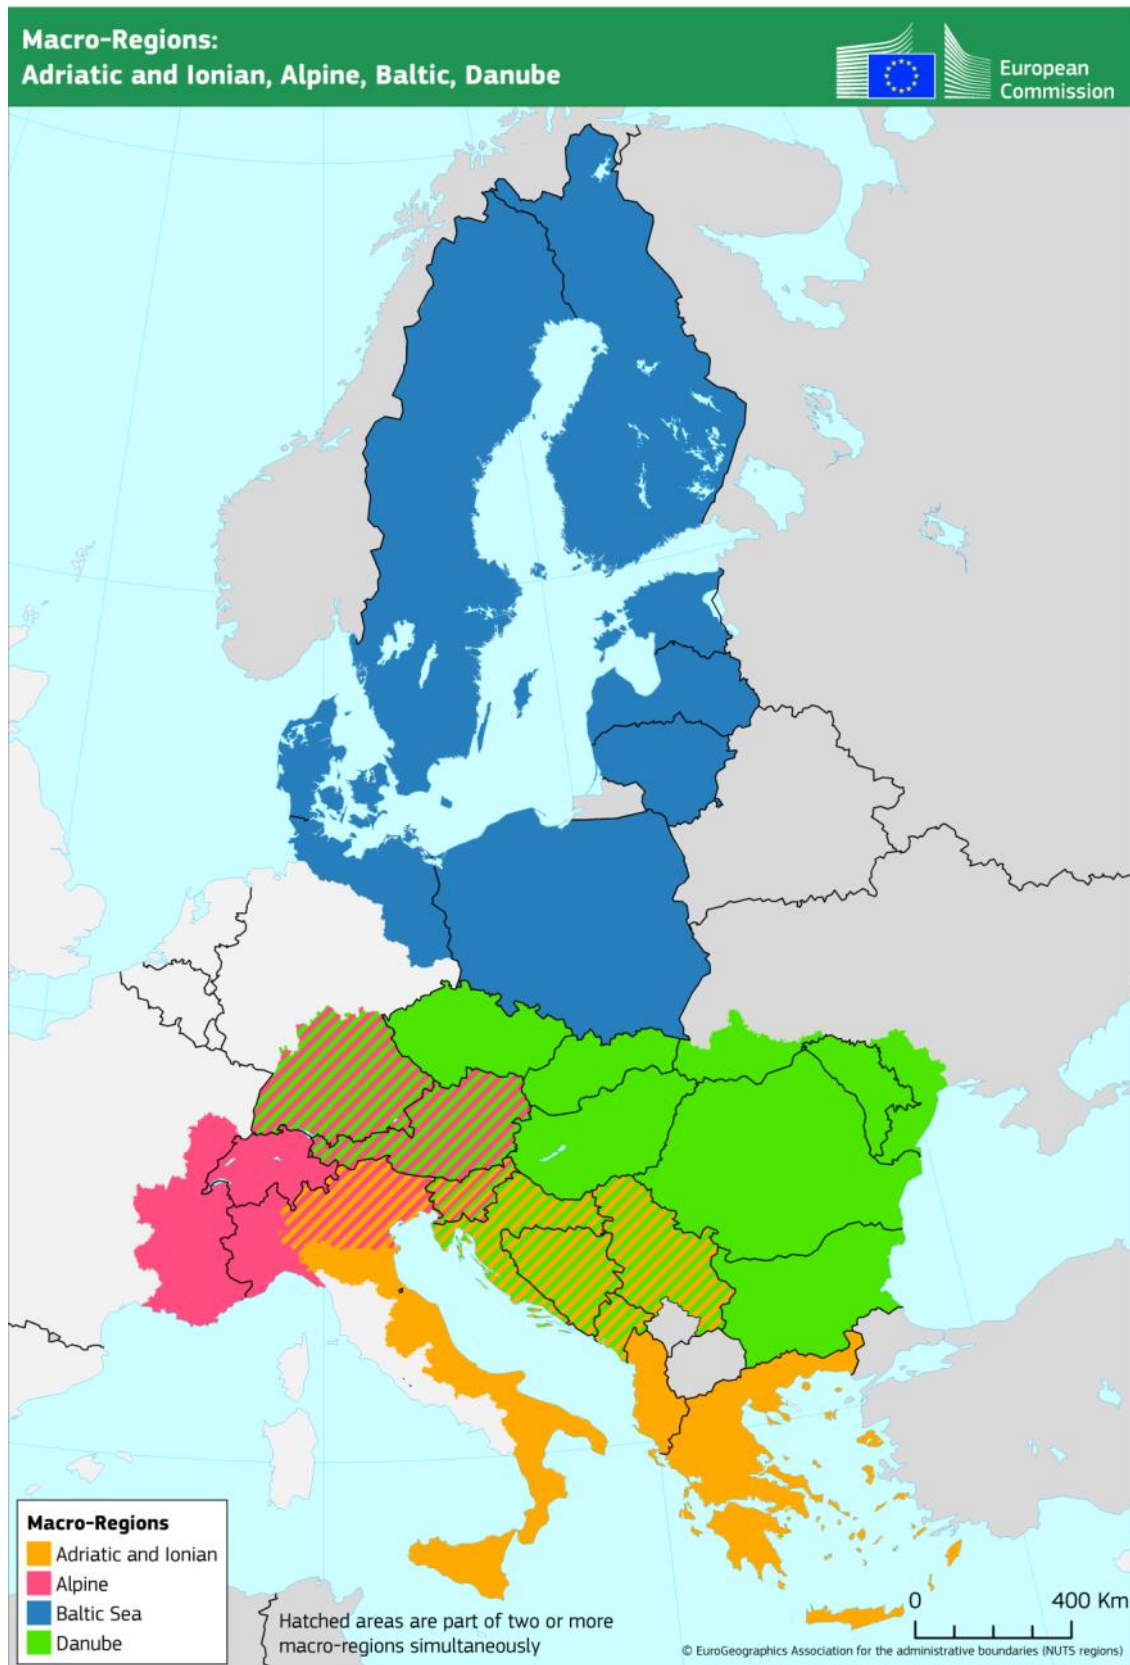 Macro-Regions:
Adriatic and Ionian, Alpine, Baltic, Danube
European
Commission
Macro-Regions
Adriatic and Ionian
Alpine
Baltic Sea
Danube
Hatched areas are part of two or more
macro-regions simultaneously
0 400 Km
© EuroGeographics Association for the administrative boundaries (NUTS regions)